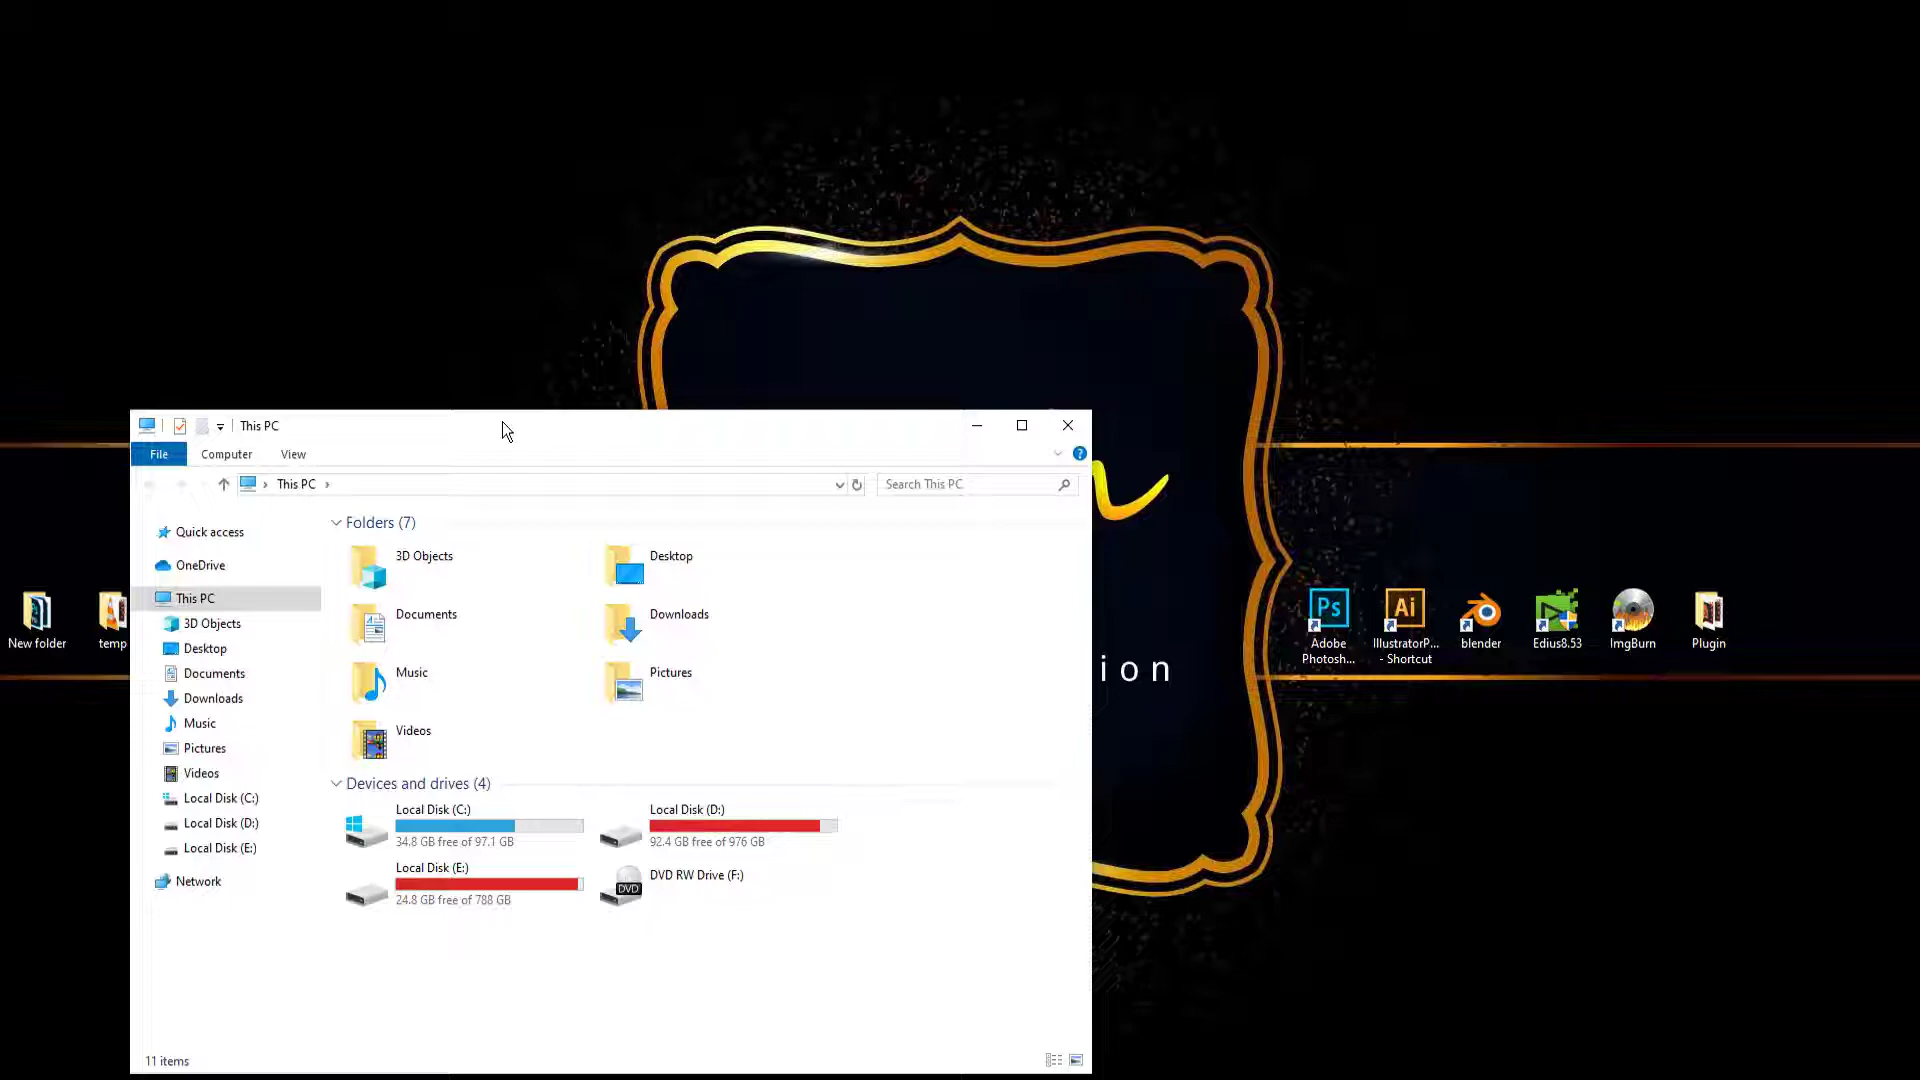 This PC
File
Computer
View
This PC
Search This PC
Quick access
OneDrive
This PC
3D Objects
Desktop
Documents
Downloads
Music
Pictures
Videos
Local Disk (C:)
Local Disk (D:)
Local Disk (E:)
Network
Folders (7)
3D Objects
Desktop
Documents
Downloads
Music
Pictures
Videos
Devices and drives (4)
Local Disk (C:)
34.8 GB free of 97.1 GB
Local Disk (D:)
92.4 GB free of 976 GB
Local Disk (E:)
24.8 GB free of 788 GB
DVD
DVD RW Drive (F:)
11 items
New folder
temp
ion
Ps
Adobe
Photosh...
Ai
IllustratorP...
- Shortcut
blender
Edius8.53
ImgBurn
Plugin